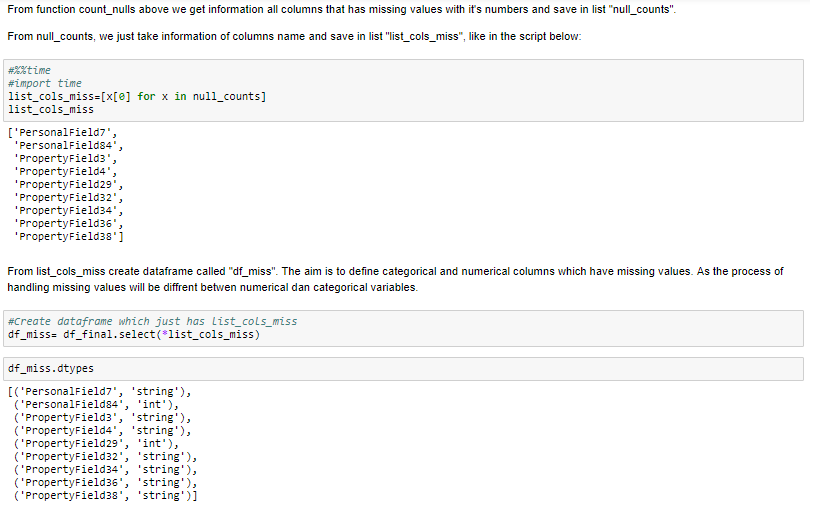 From function count_nulls above we get information all columns that has missing values with it's numbers and save in list "null_counts".
From null_counts, we just take information of columns name and save in list "list_cols_miss", like in the script below:
#%%time
#import time
list_cols_miss=[x[0] for x in null_counts]
list_cols_miss
['PersonalField7',
 'PersonalField84',
 'PropertyField3',
 'PropertyField4',
 'PropertyField29',
 'PropertyField32',
 'PropertyField34',
 'PropertyField36',
 'PropertyField38']
From list_cols_miss create dataframe called "df_miss". The aim is to define categorical and numerical columns which have missing values. As the process of
handling missing values will be diffrent betwen numerical dan categorical variables.
#Create dataframe which just has list_cols_miss
df_miss= df_final.select(*list_cols_miss)
df_miss.dtypes
[('PersonalField7', 'string'),
 ('PersonalField84', 'int'),
 ('PropertyField3', 'string'),
 ('PropertyField4', 'string'),
 ('PropertyField29', 'int'),
 ('PropertyField32', 'string'),
 ('PropertyField34', 'string'),
 ('PropertyField36', 'string'),
 ('PropertyField38', 'string')]